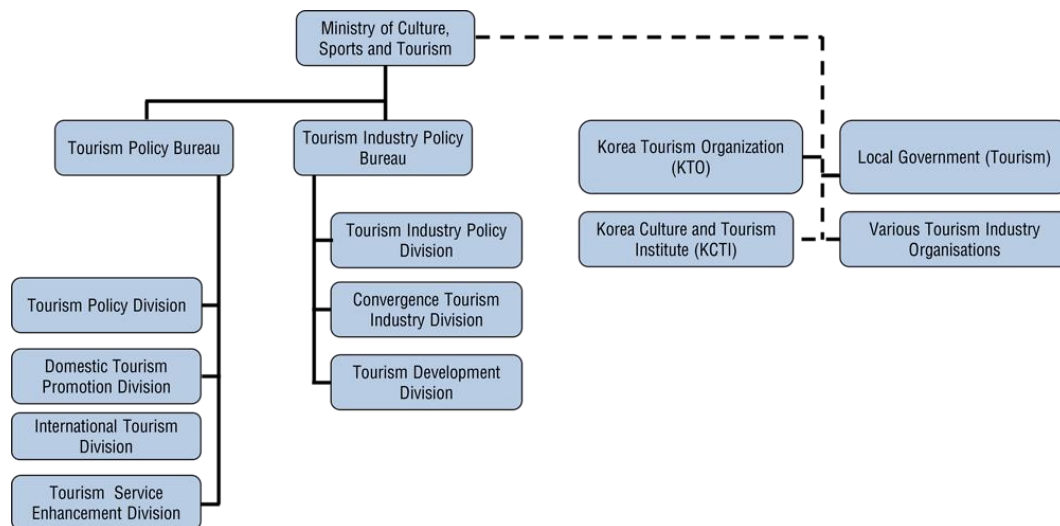 Ministry of Culture,
Sports and Tourism
Tourism Policy Bureau
Tourism Industry Policy
Bureau
Korea Tourism Organization
(KTO)
Local Government (Tourism)
Korea Culture and Tourism
Institute (KCTI)
Various Tourism Industry
Organisations
Tourism Industry Policy
Division
Convergence Tourism
Industry Division
Tourism Development
Division
Tourism Policy Division
Domestic Tourism
Promotion Division
International Tourism
Division
Tourism Service
Enhancement Division